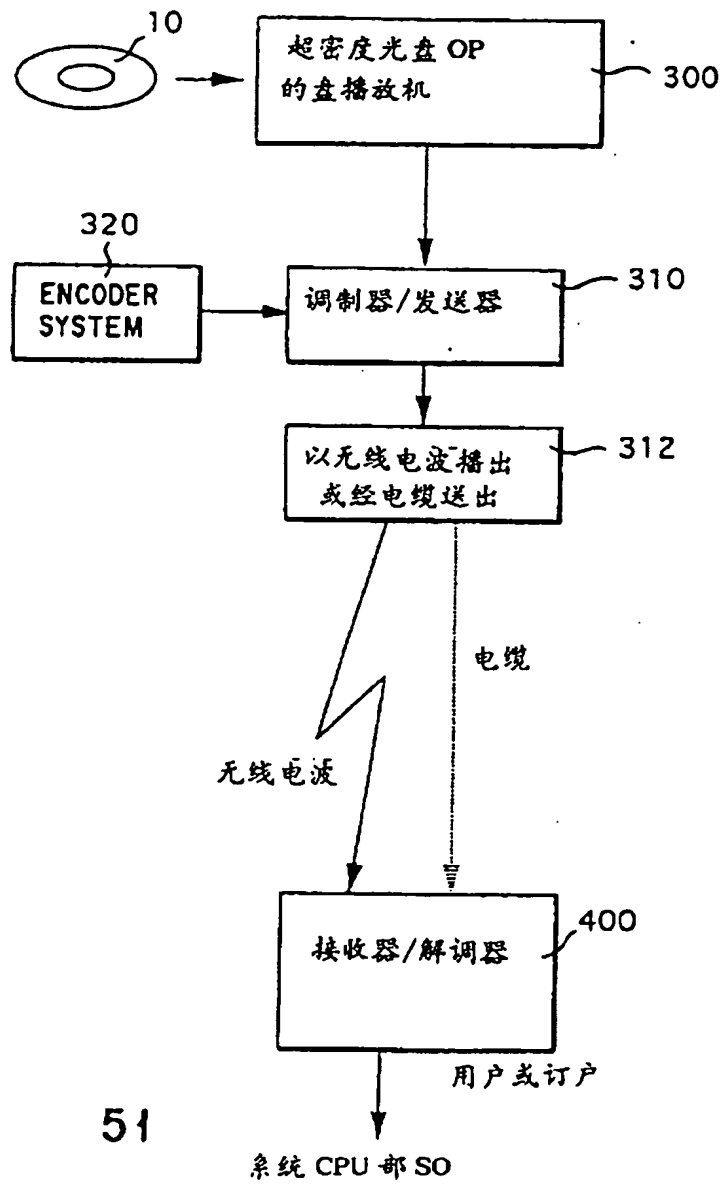 10
超密度光盘 OP
的盘播放机
300
320
ENCODER
SYSTEM
调制器/发送器
310
以无线电波播出
或经电缆送出
312
电缆
无线电波
400
接收器/解调器
用户或订户
51
系统 CPU 部 SO